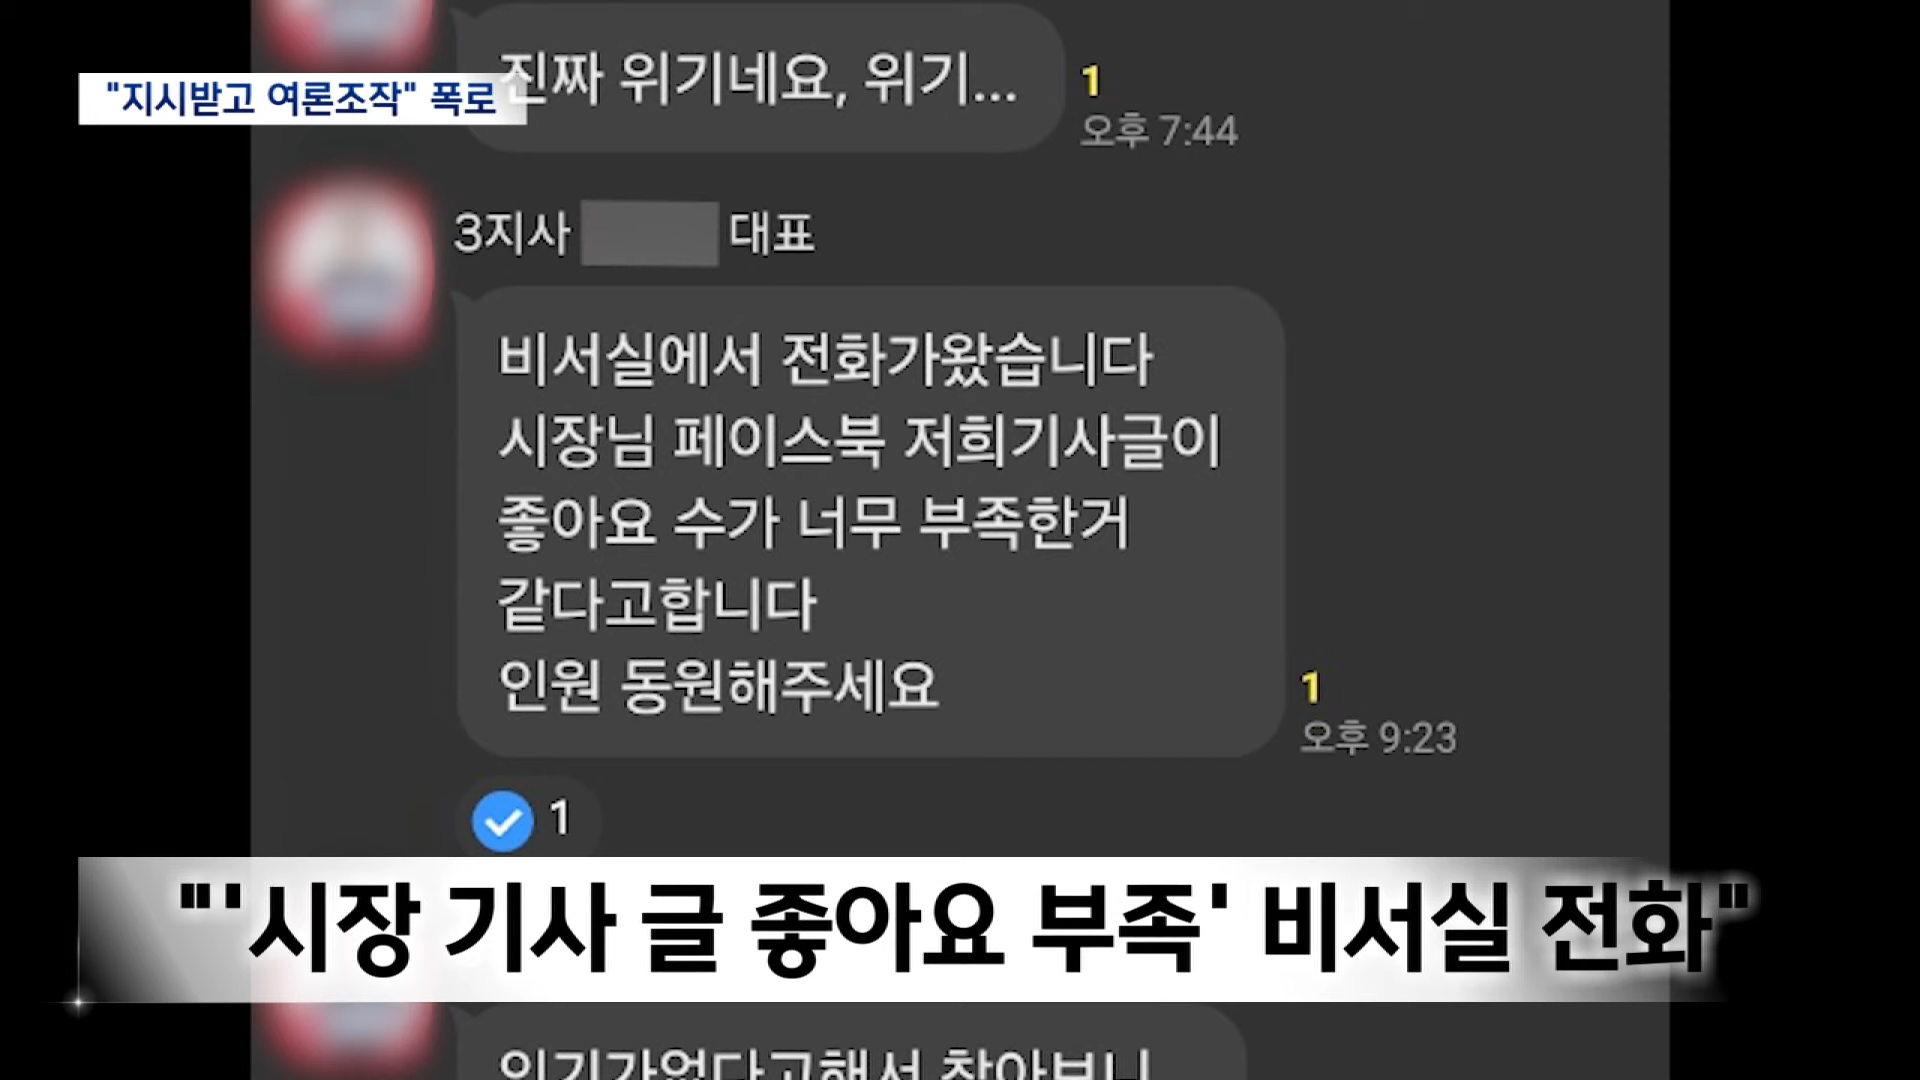 "지시받고 여론조작" 폭로
진짜 위기네요, 위기...
1
오후 7:44
3지사 대표
비서실에서 전화가왔습니다
시장님 페이스북 저희기사글이
좋아요 수가 너무 부족한거
같다고합니다
인원 동원해주세요
1
오후 9:23
1
"'시장 기사 글 좋아요 부족' 비서실 전화"
인기가없다고해서 찾아보니